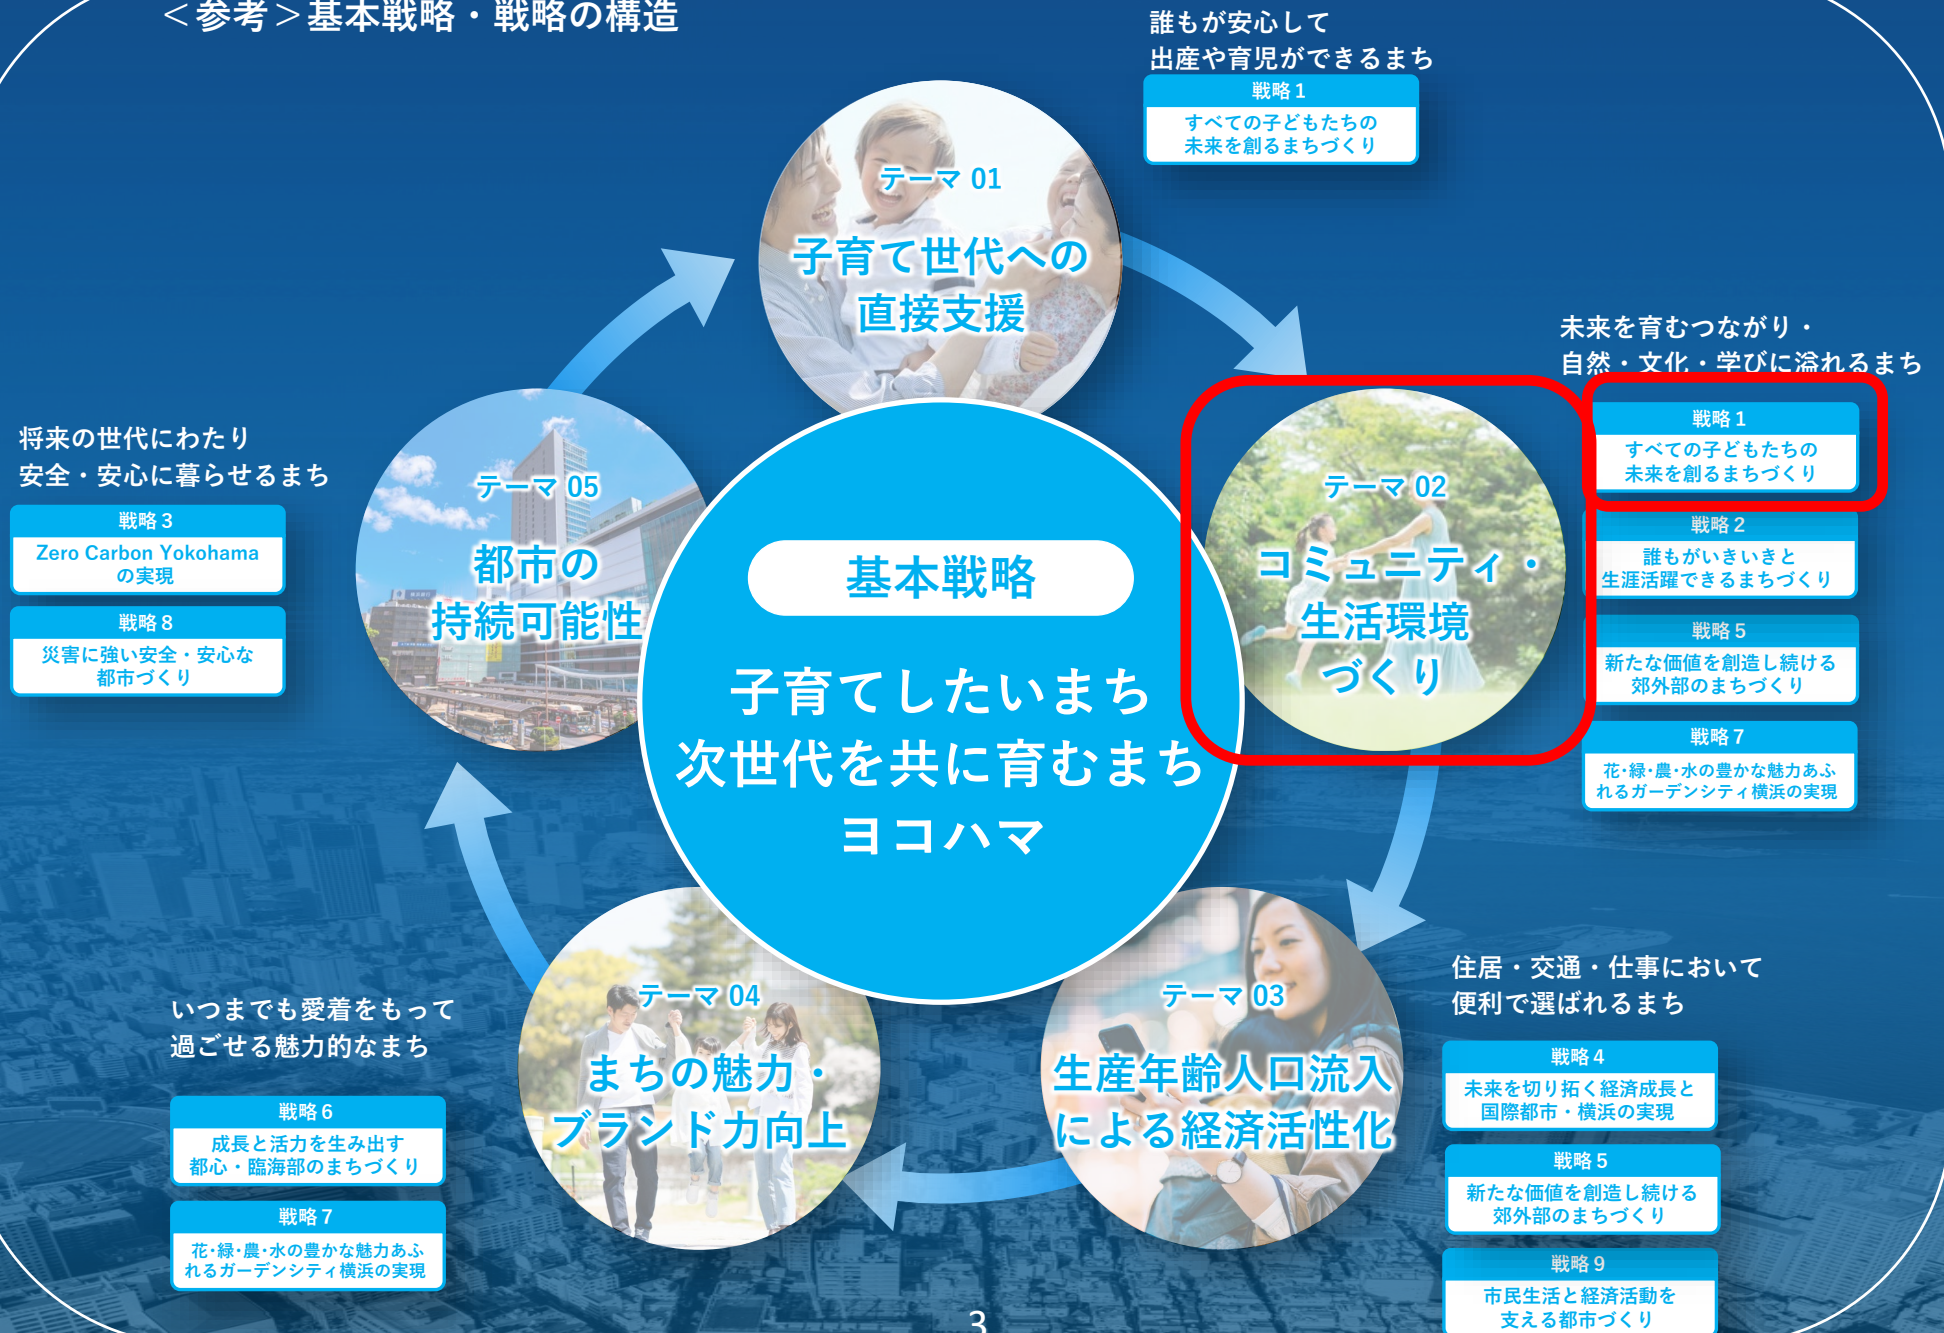 ＜参考＞基本戦略・戦略の構造
誰もが安心して
出産や育児ができるまち
戦略１
すべての子どもたちの
未来を創るまちづくり
テーマ 01
子育て世代への
直接支援
未来を育むつながり・
自然・文化・学びに溢れるまち
戦略１
すべての子どもたちの
未来を創るまちづくり
戦略２
誰もがいきいきと
生涯活躍できるまちづくり
戦略５
新たな価値を創造し続ける
郊外部のまちづくり
戦略７
花・緑・農・水の豊かな魅力あふ
れるガーデンシティ横浜の実現
テーマ 02
コミュニティ・
生活環境
づくり
将来の世代にわたり
安全・安心に暮らせるまち
戦略３
Zero Carbon Yokohama
の実現
戦略８
災害に強い安全・安心な
都市づくり
テーマ 05
都市の
持続可能性
基本戦略
子育てしたいまち
次世代を共に育むまち
ヨコハマ
いつまでも愛着をもって
過ごせる魅力的なまち
戦略６
成長と活力を生み出す
都心・臨海部のまちづくり
戦略７
花・緑・農・水の豊かな魅力あふ
れるガーデンシティ横浜の実現
テーマ 04
まちの魅力・
ブランド力向上
テーマ 03
生産年齢人口流入
による経済活性化
住居・交通・仕事において
便利で選ばれるまち
戦略４
未来を切り拓く経済成長と
国際都市・横浜の実現
戦略５
新たな価値を創造し続ける
郊外部のまちづくり
戦略９
市民生活と経済活動を
支える都市づくり
3